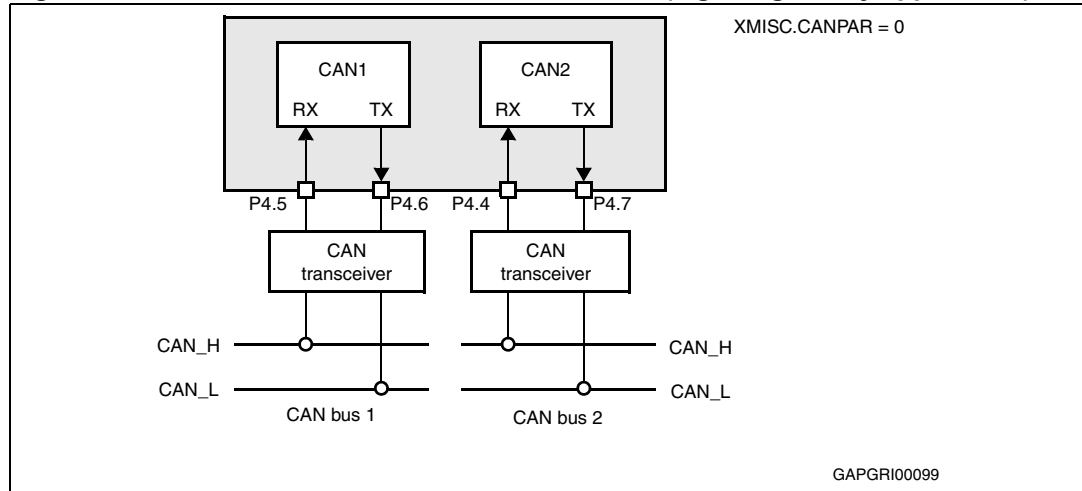 XMISC.CANPAR = 0
CAN1
CAN2
RX TX
RX TX
P4.5
P4.6
P4.4
P4.7
CAN
transceiver
CAN
transceiver
CAN_H
CAN_H
CAN_L
CAN_L
CAN bus 1
CAN bus 2
GAPGRI00099